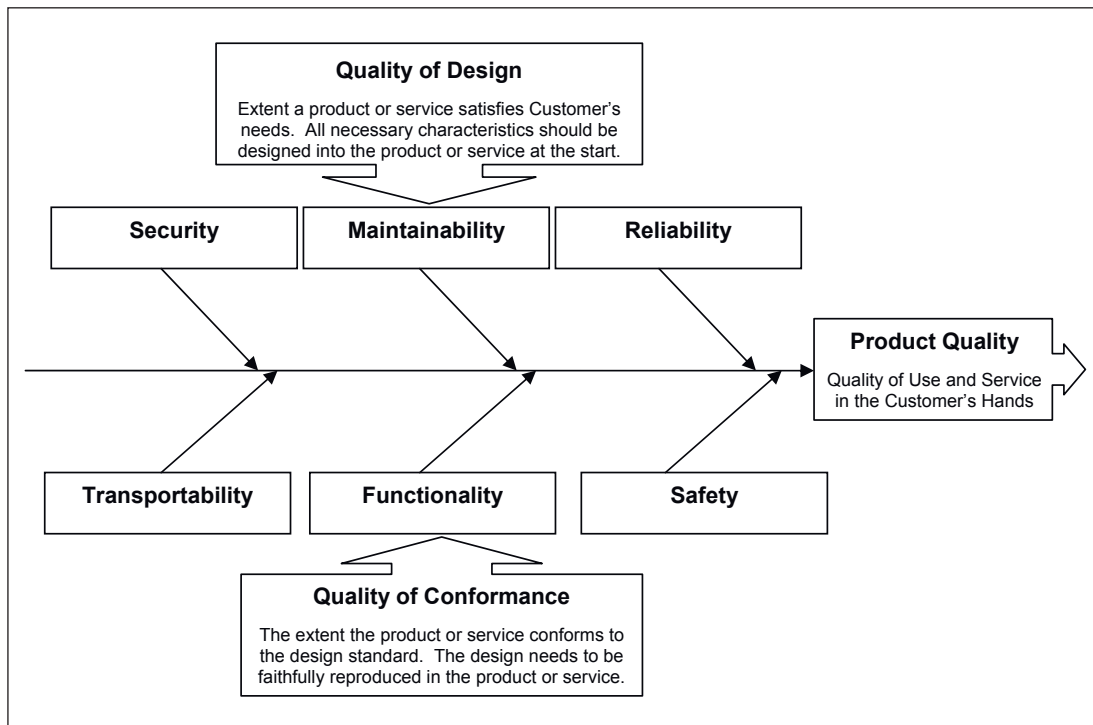 Quality of Design
Extent a product or service satisfies Customer's
needs. All necessary characteristics should be
designed into the product or service at the start.
Security
Maintainability
Reliability
Product Quality
Quality of Use and Service
in the Customer's Hands
Transportability
Functionality
Safety
Quality of Conformance
The extent the product or service conforms to
the design standard. The design needs to be
faithfully reproduced in the product or service.